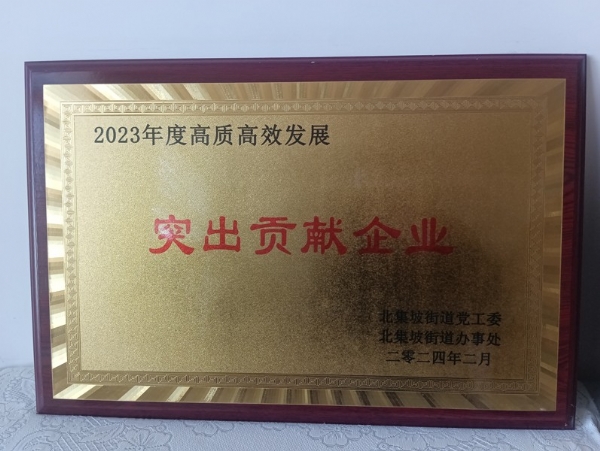 2023年度高质高效发展
突出贡献企业
北集坡街道党工委
北集坡街道办事处
二零二四年二月